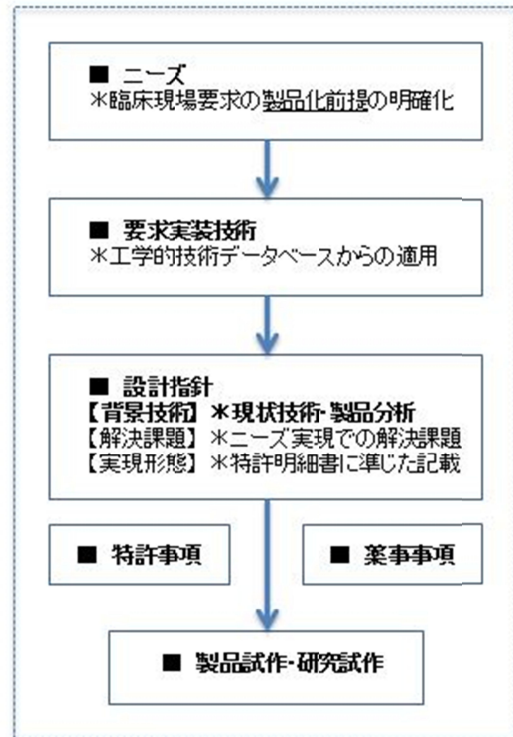 ■ ニーズ
＊臨床現場要求の製品化前提の明確化
■ 要求実装技術
＊工学的技術データベースからの適用
■ 設計指針
【背景技術】＊現状技術・製品分析
【解決課題】＊ニーズ実現での解決課題
【実現形態】＊特許明細書に準じた記載
■ 特許事項
■ 薬事事項
■ 製品試作・研究試作